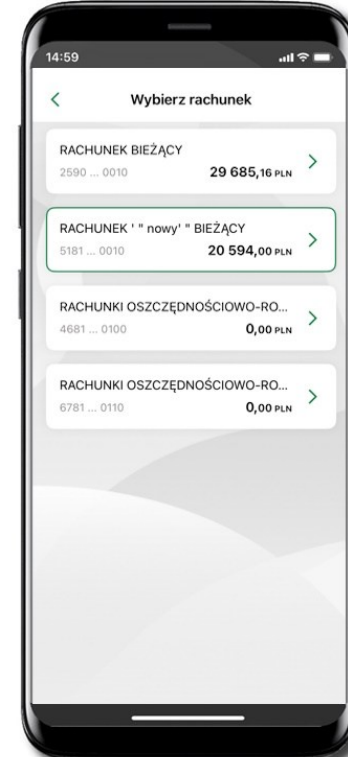 14:59
Wybierz rachunek
RACHUNEK BIEŻĄCY
2590 ... 0010 29 685,16 PLN
RACHUNEK ' " nowy' " BIEŻĄCY
5181 ... 0010 20 594,00 PLN
RACHUNKI OSZCZĘDNOŚCIOWO-RO...
4681 ... 0100 0,00 PLN
RACHUNKI OSZCZĘDNOŚCIOWO-RO...
6781 ... 0110 0,00 PLN